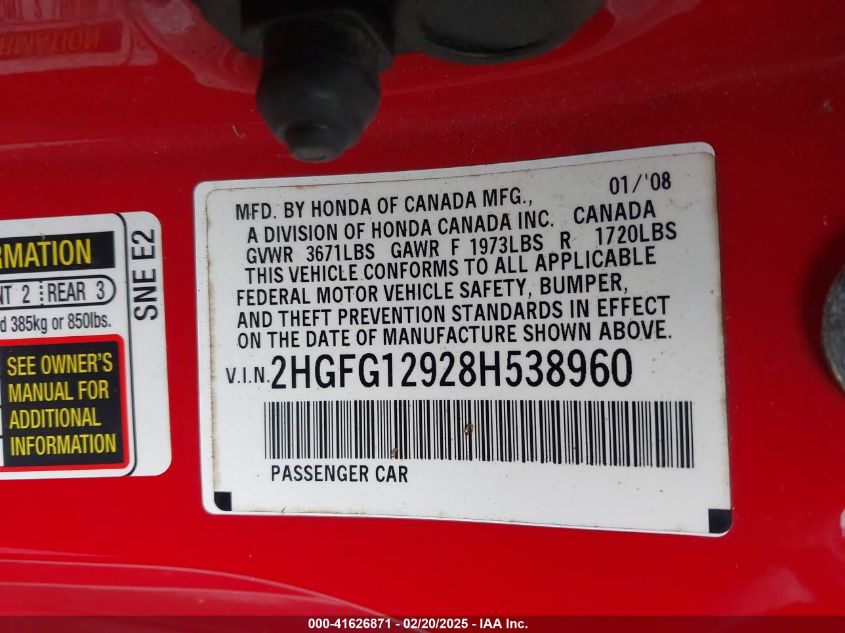 RMATION
NT 2 REAR 3
d 385kg or 850lbs.
SEE OWNER'S
MANUAL FOR
ADDITIONAL
INFORMATION
SNE E2
MFD. BY HONDA OF CANADA MFG., 01/'08
A DIVISION OF HONDA CANADA INC. CANADA
GVWR 3671LBS GAWR F 1973LBS R 1720LBS
THIS VEHICLE CONFORMS TO ALL APPLICABLE
FEDERAL MOTOR VEHICLE SAFETY, BUMPER,
AND THEFT PREVENTION STANDARDS IN EFFECT
ON THE DATE OF MANUFACTURE SHOWN ABOVE.
V.I.N. 2HGFG12928H538960
PASSENGER CAR
000-41626871 - 02/20/2025 - IAA Inc.